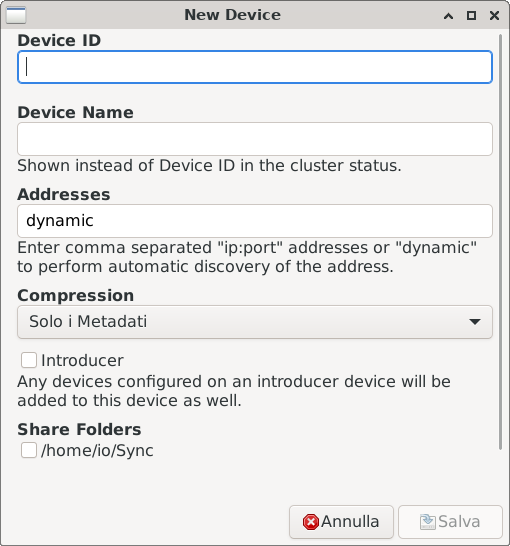 New Device
Device ID
Device Name
Shown instead of Device ID in the cluster status.
Addresses
dynamic
Enter comma separated "ip:port" addresses or "dynamic"
to perform automatic discovery of the address.
Compression
Solo i Metadati
Introducer
Any devices configured on an introducer device will be
added to this device as well.
Share Folders
/home/io/Sync
Annulla
Salva